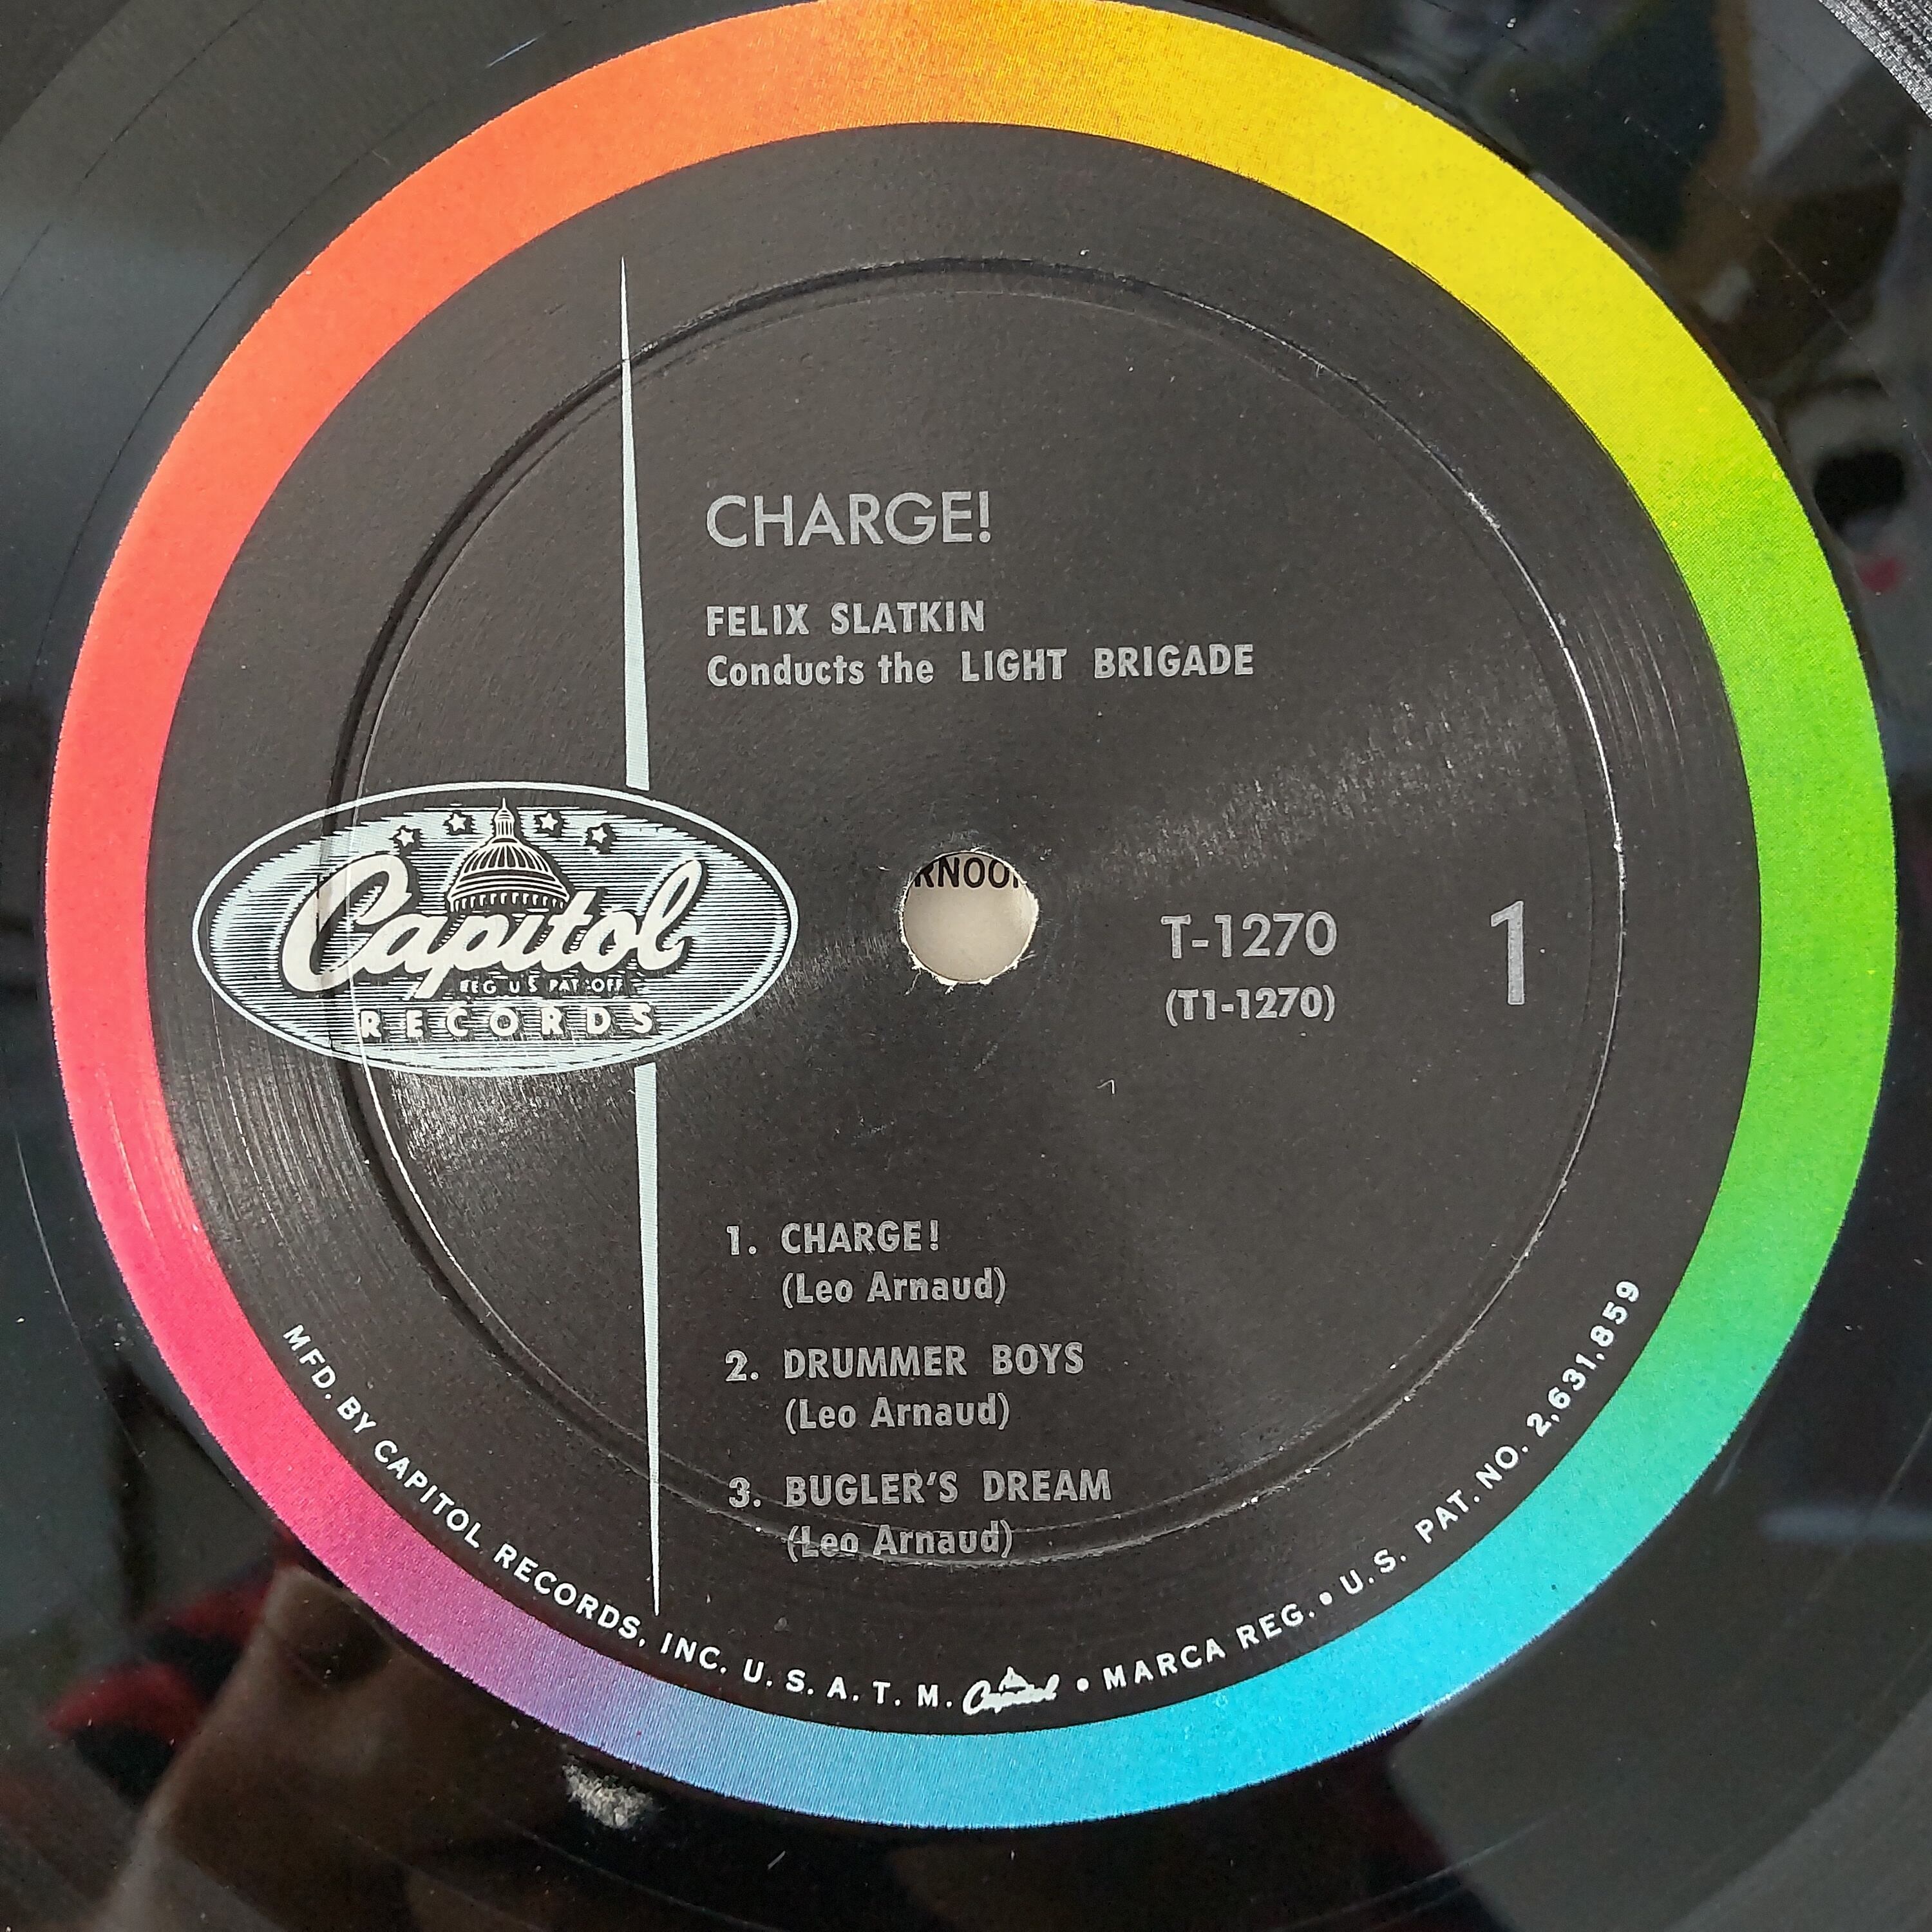 CHARGE!
FELIX SLATKIN
Conducts the LIGHT BRIGADE
Capitol
REG U S PAT OFF
RECORDS
RNOO
T-1270
(T1-1270)
1
1. CHARGE!
(Leo Arnaud)
2. DRUMMER BOYS
(Leo Arnaud)
3. BUGLER'S DREAM
(Leo Arnaud)
MFD. BY CAPITOL RECORDS, INC. U. S. A. T. M. Capitol • MARCA REG. • U. S. PAT. NO. 2,631,859